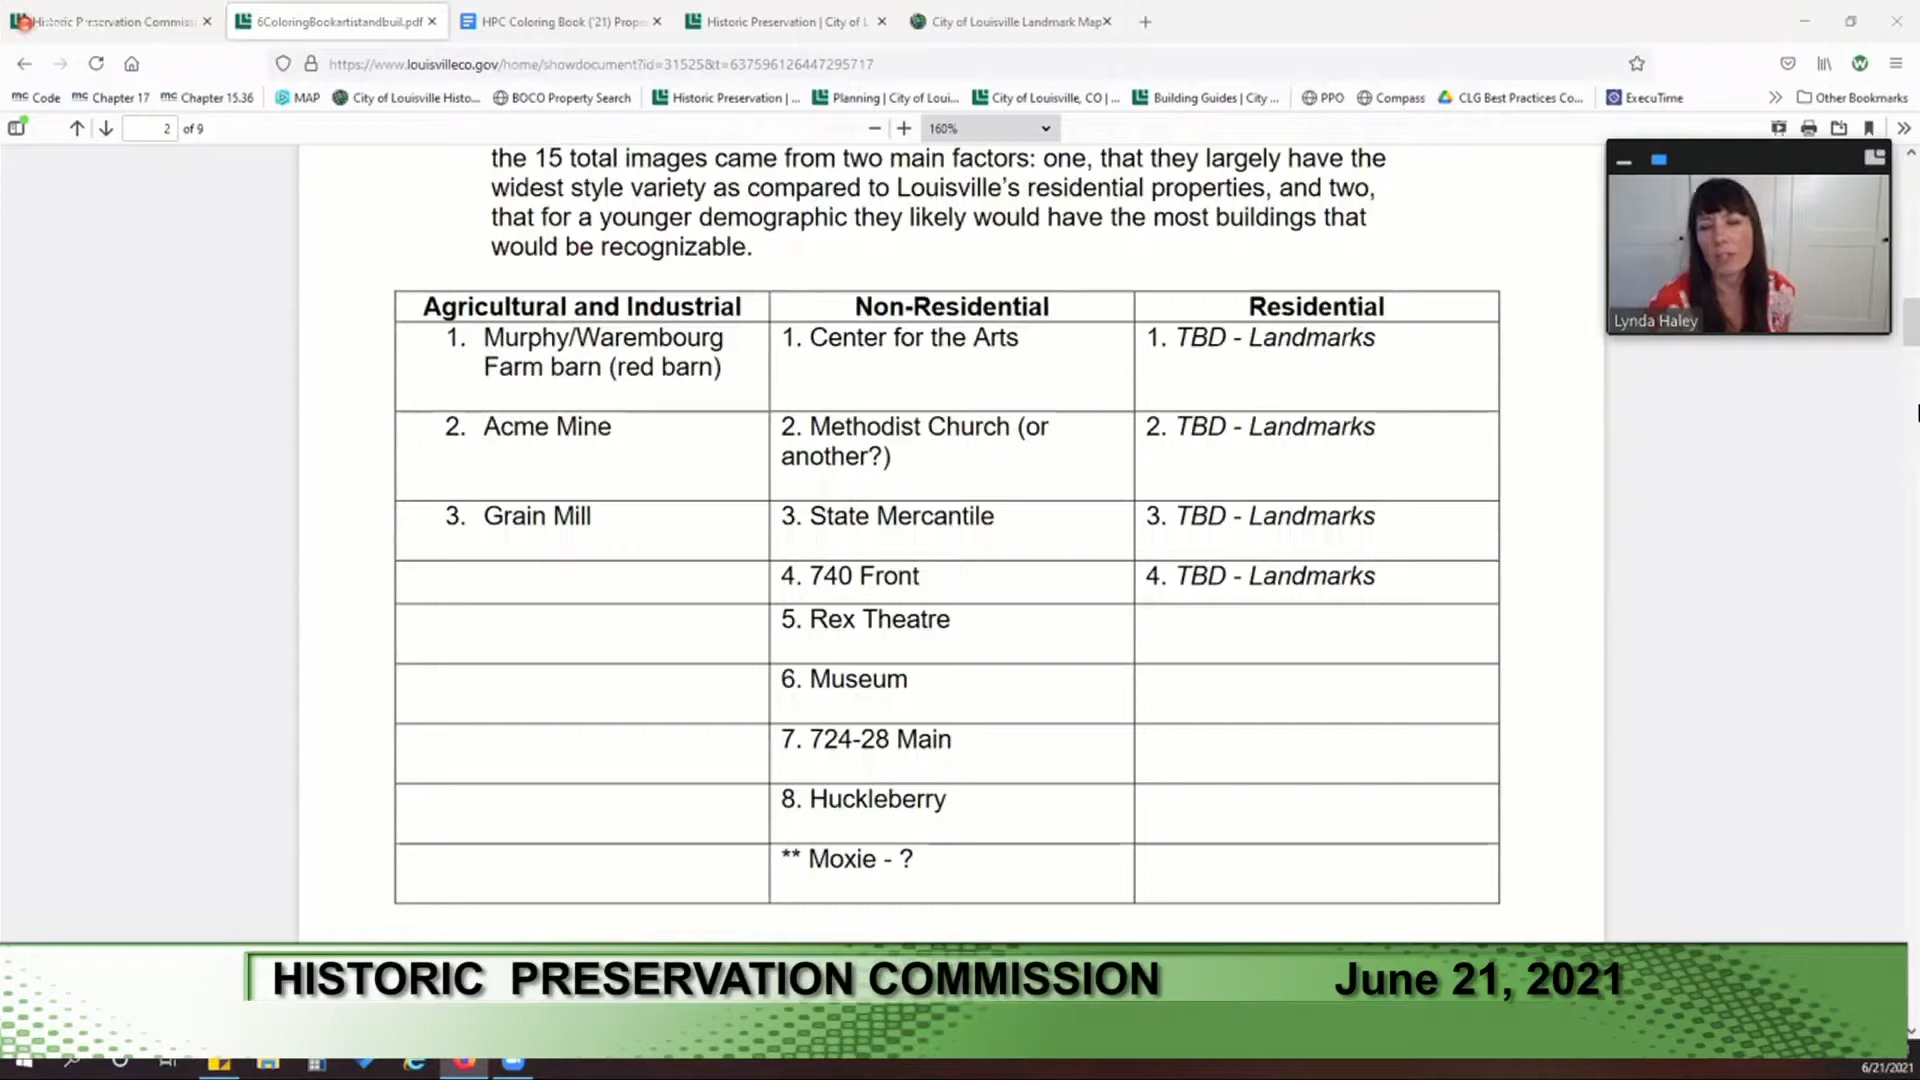 Historic Preservation Commiss
6ColoringBookartistandbuil.pdf
HPC Coloring Book ('21) Prope
Historic Preservation | City of L
City of Louisville Landmark Map
https://www.louisvilleco.gov/home/showdocument?id=31525&t=637596126447295717
mc Code
mc Chapter 17
mc Chapter 15.36
MAP
City of Louisville Histo...
BOCO Property Search
Historic Preservation | ...
Planning | City of Loui...
City of Louisville, CO | ...
Building Guides | City ...
PPO
Compass
CLG Best Practices Co...
ExecuTime
Other Bookmarks
2 of 9
160%
the 15 total images came from two main factors: one, that they largely have the
widest style variety as compared to Louisville's residential properties, and two,
that for a younger demographic they likely would have the most buildings that
would be recognizable.
Lynda Haley
Agricultural and Industrial
Non-Residential
Residential
1. Murphy/Warembourg
Farm barn (red barn)
1. Center for the Arts
1. TBD - Landmarks
2. Acme Mine
2. Methodist Church (or
another?)
2. TBD - Landmarks
3. Grain Mill
3. State Mercantile
3. TBD - Landmarks
4. 740 Front
4. TBD - Landmarks
5. Rex Theatre
6. Museum
7. 724-28 Main
8. Huckleberry
** Moxie - ?
HISTORIC PRESERVATION COMMISSION
June 21, 2021
6/21/2021